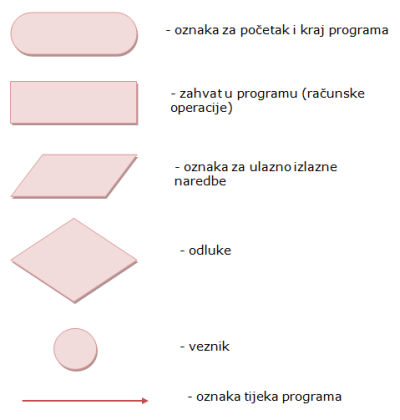 - oznaka za početak i kraj programa
- zahvat u programu (računske
operacije)
- oznaka za ulazno izlazne
naredbe
- odluke
- veznik
- oznaka tijeka programa